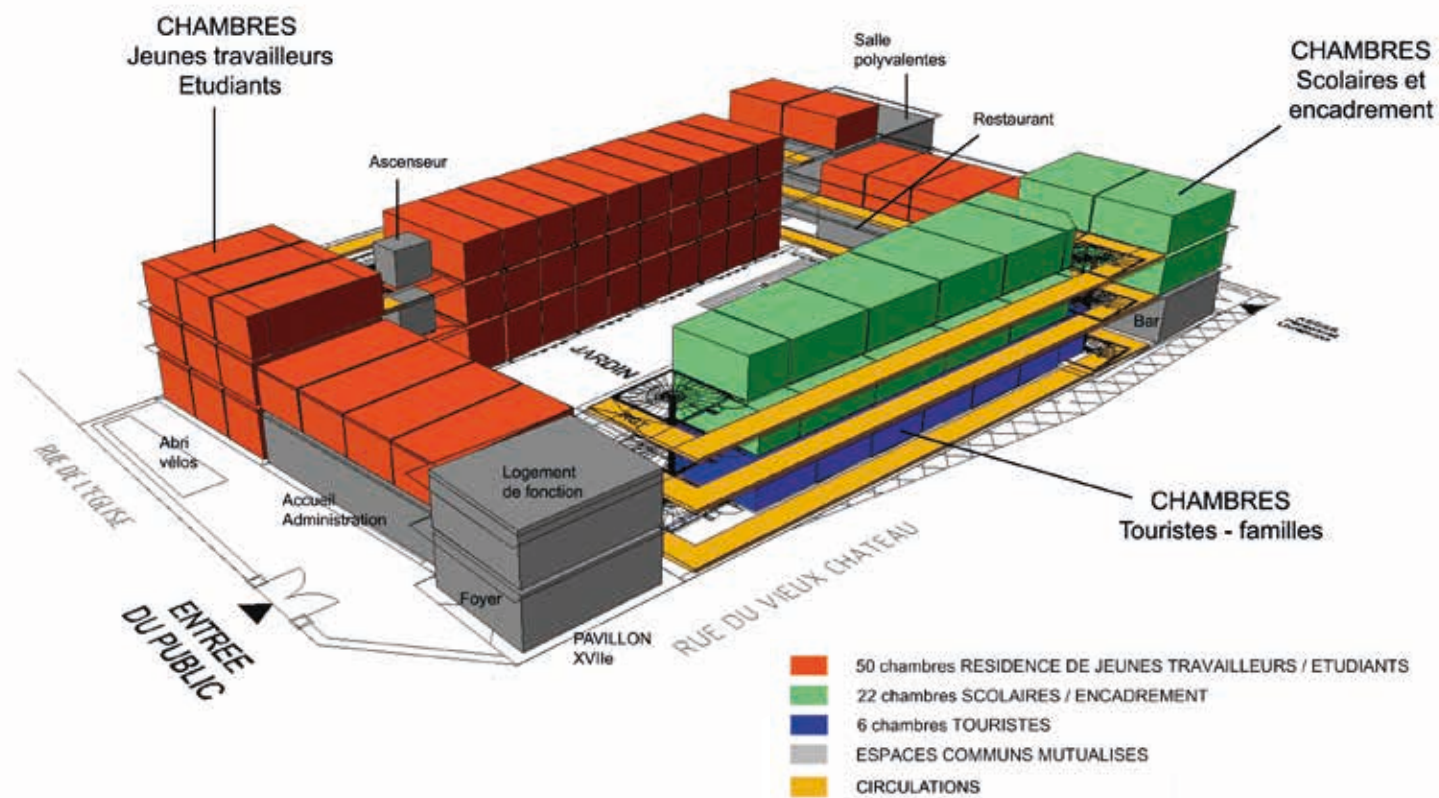 CHAMBRES
Jeunes travailleurs
Etudiants
Salle
polyvalentes
CHAMBRES
Scolaires et
encadrement
Restaurant
Ascenseur
JARDIN
Bar
Abri
vélos
RUE DE L'EGLISE
Accueil
Administration
Logement
de fonction
CHAMBRES
Touristes - familles
Foyer
ENTREE
DU PUBLIC
PAVILLON
XVIIe
RUE DU VIEUX CHATEAU
50 chambres RESIDENCE DE JEUNES TRAVAILLEURS / ETUDIANTS
22 chambres SCOLAIRES / ENCADREMENT
6 chambres TOURISTES
ESPACES COMMUNS MUTUALISES
CIRCULATIONS